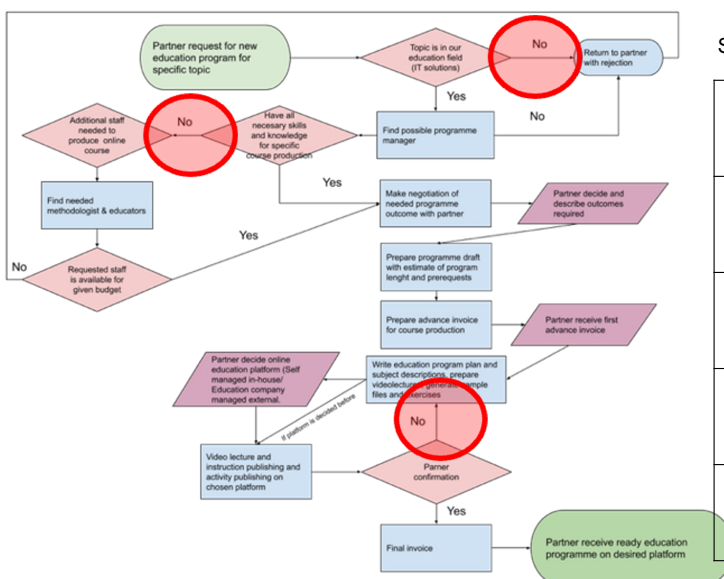 Partner request for new
education program for
specific topic
Topic is in our
education field
(IT solutions)
No
Return to partner
with rejection
S
Yes
No
Additional staff
needed to
produce online
course
No
Have all
necesary skills
and knowledge
for specific
course production
Find possible programme
manager
Yes
Find needed
methodologist & educators
Make negotiation of
needed programme
outcome with partner
Partner decide and
describe outcomes
required
Yes
No
Requested staff
is available for
given budget
Prepare programme draft
with estimate of program
lenght and prerequests
Prepare advance invoice
for course production
Partner receive first
advance invoice
Partner decide online
education platform (Self
managed in-house/
Education company
managed external.
Write education program plan and
subject descriptions, prepare
videolectures, generate sample
files and exercises
If platform is decided before
No
Video lecture and
instruction publishing and
activity publishing on
chosen platform
Parner
confirmation
Yes
Final invoice
Partner receive ready education
programme on desired platform